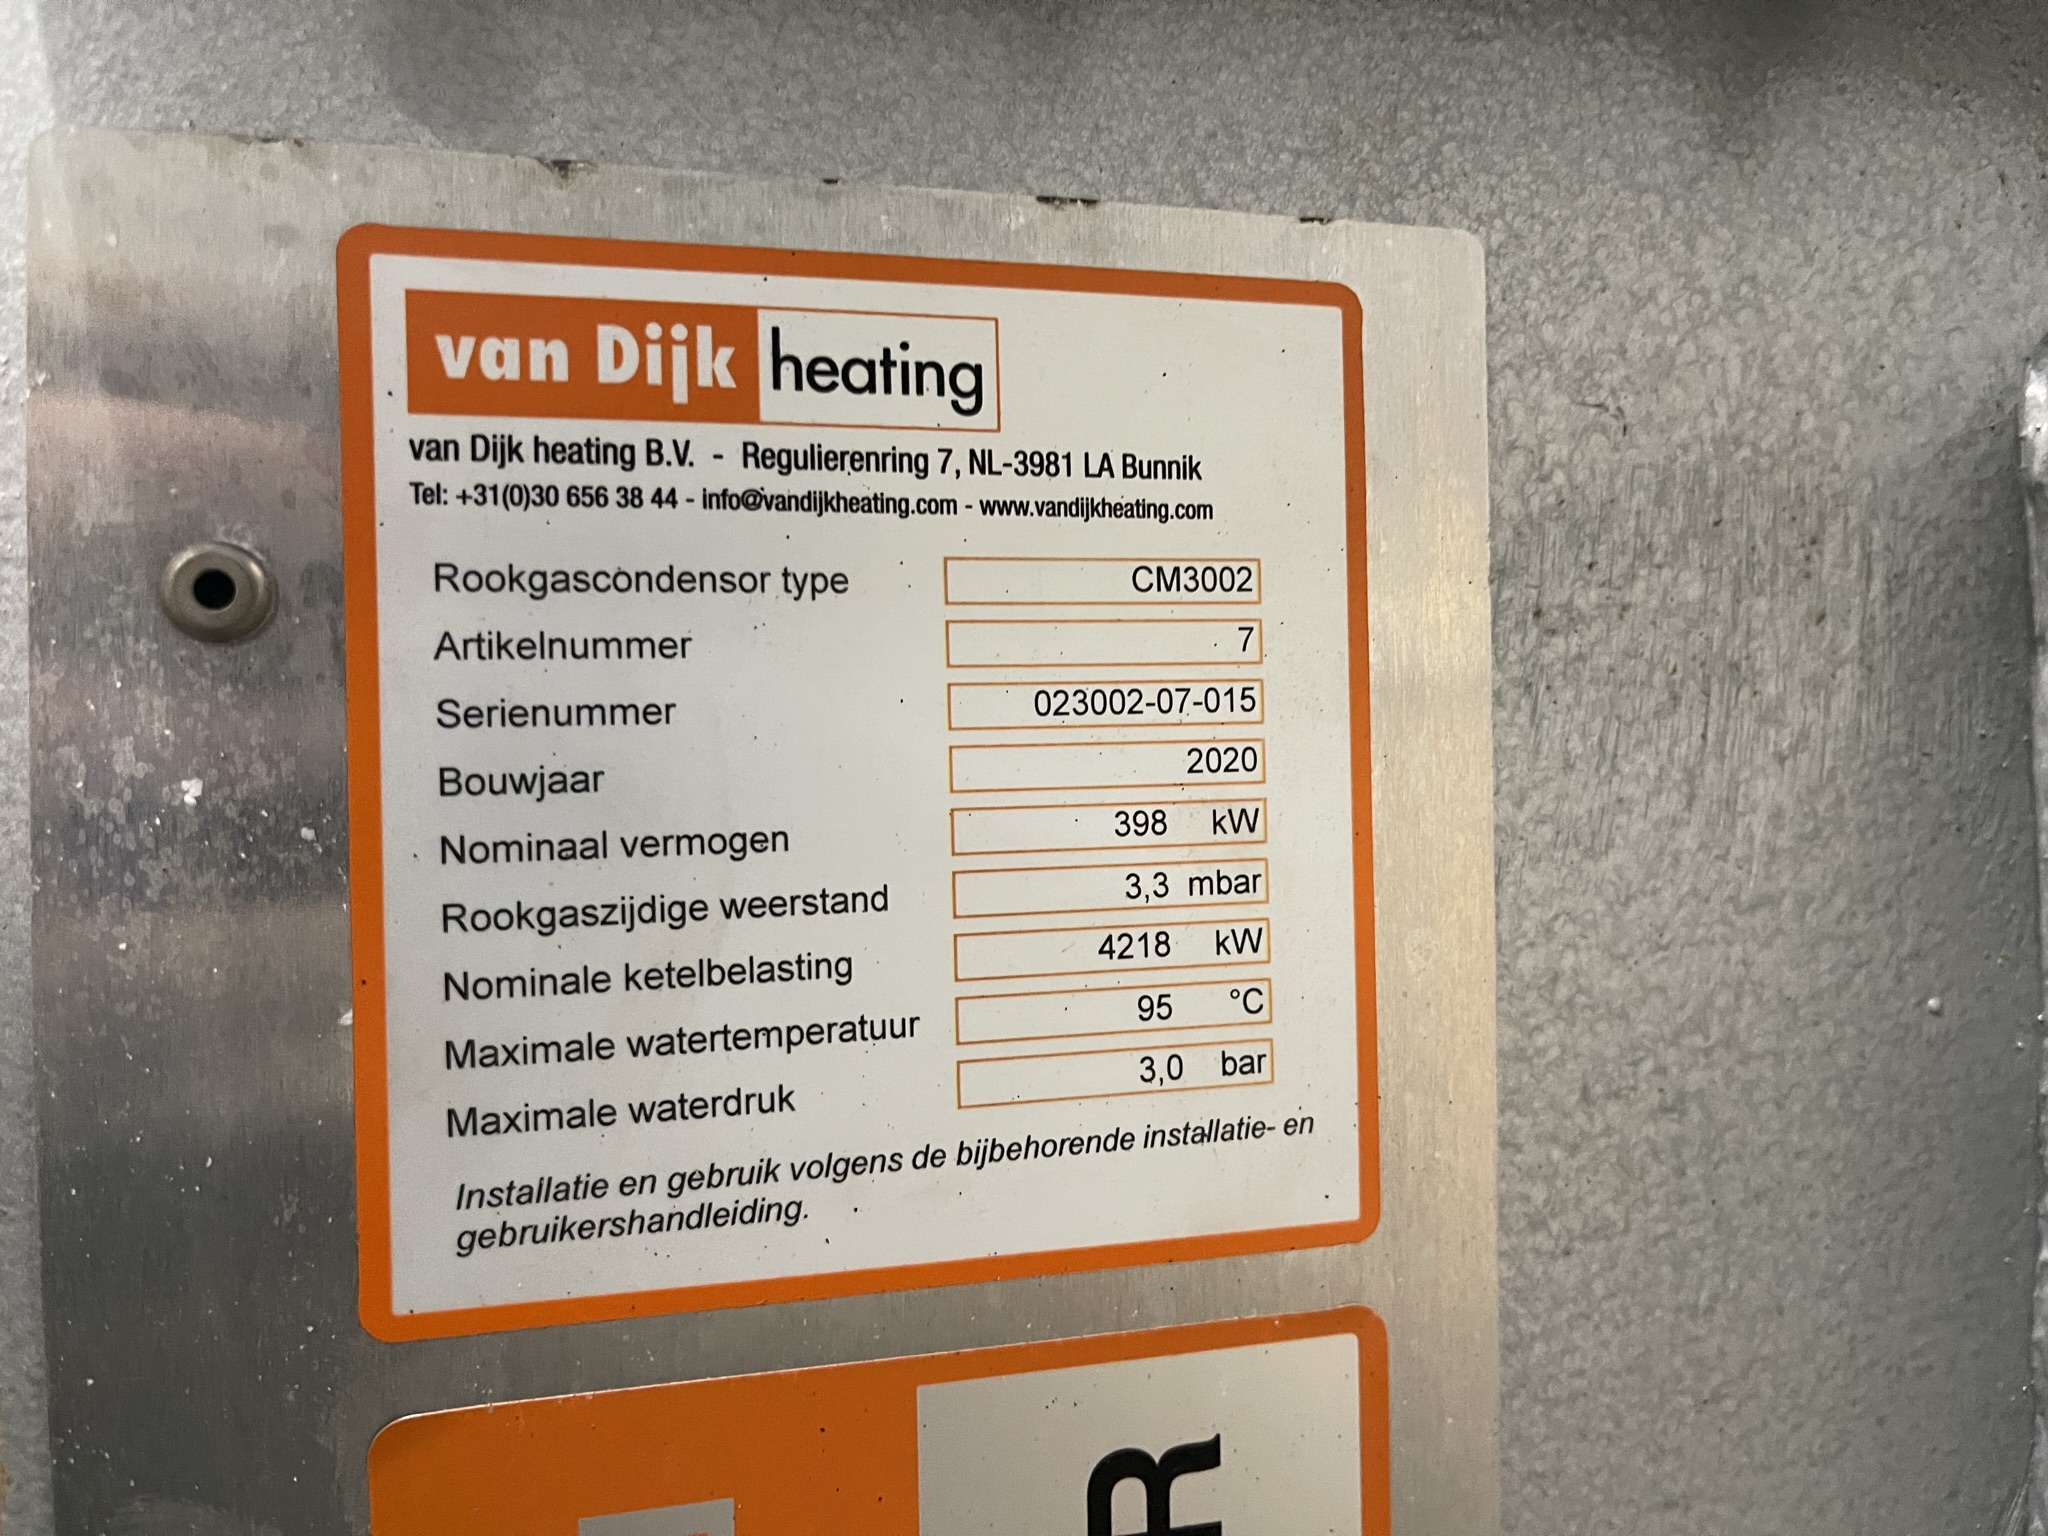 van Dijk heating
van Dijk heating B.V. - Regulierenring 7, NL-3981 LA Bunnik
Tel: +31(0)30 656 38 44 - info@vandijkheating.com - www.vandijkheating.com
Rookgascondensor type CM3002
Artikelnummer 7
Serienummer 023002-07-015
Bouwjaar 2020
Nominaal vermogen 398 kW
Rookgaszijdige weerstand 3,3 mbar
Nominale ketelbelasting 4218 kW
Maximale watertemperatuur 95 °C
Maximale waterdruk 3,0 bar
Installatie en gebruik volgens de bijbehorende installatie- en
gebruikershandleiding.
R